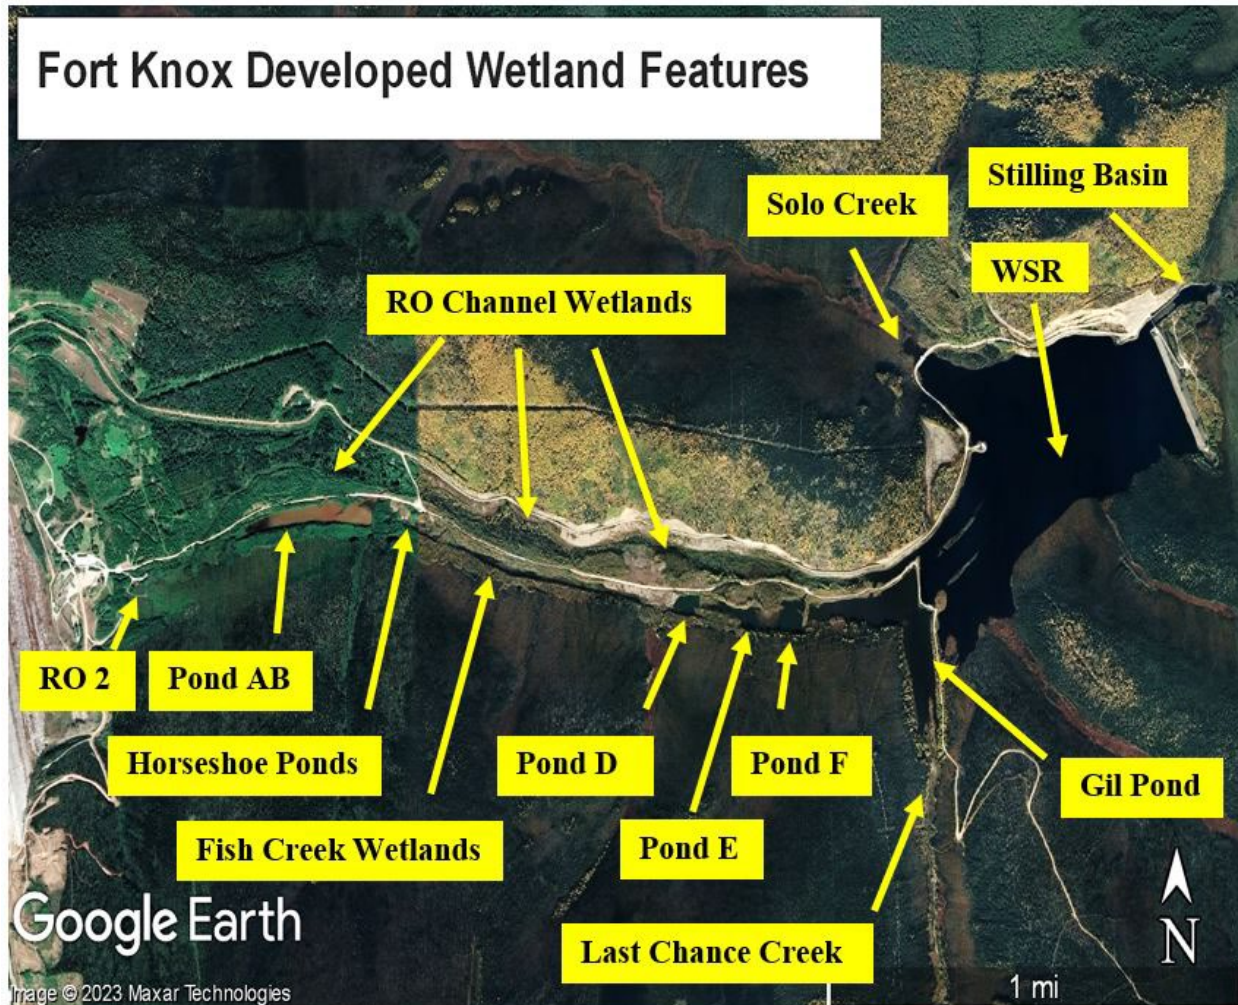 Fort Knox Developed Wetland Features
Stilling Basin
Solo Creek
WSR
RO Channel Wetlands
RO 2
Pond AB
Horseshoe Ponds
Pond D
Pond F
Gil Pond
Fish Creek Wetlands
Pond E
Last Chance Creek
Google Earth
N
Image © 2023 Maxar Technologies
1 mi